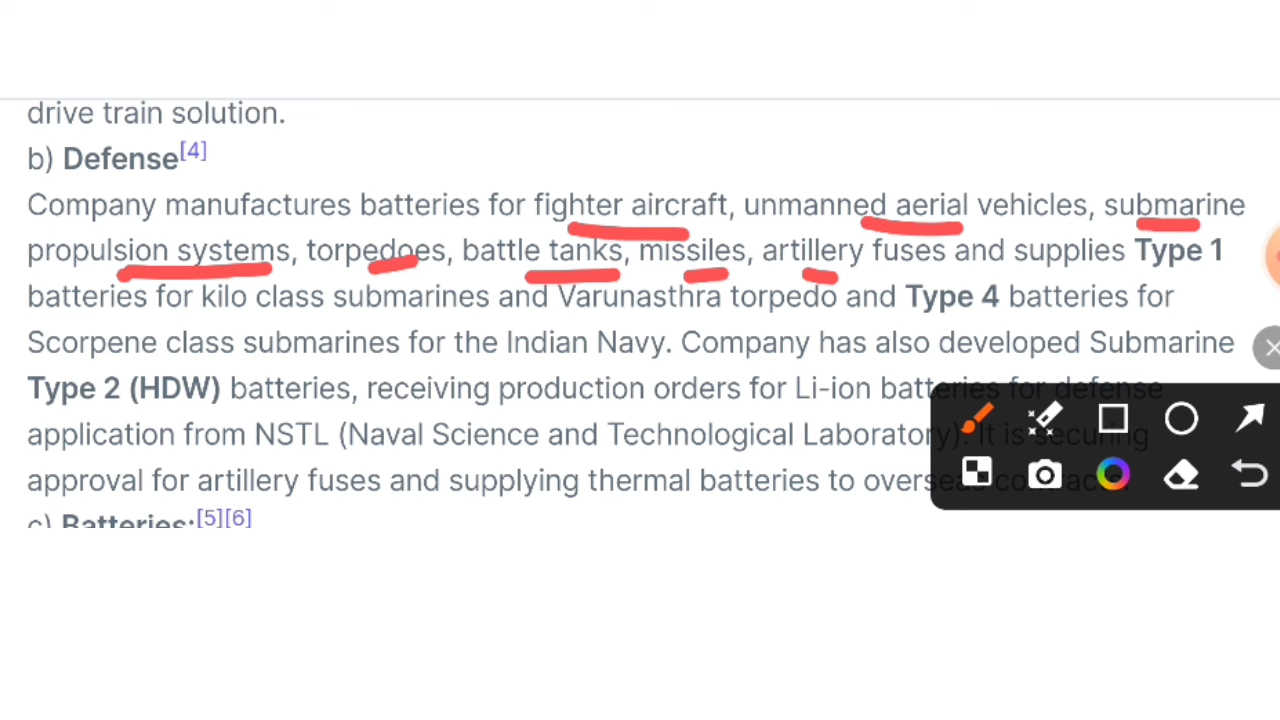 drive train solution.
b) Defense[4]
Company manufactures batteries for fighter aircraft, unmanned aerial vehicles, submarine
propulsion systems, torpedoes, battle tanks, missiles, artillery fuses and supplies Type 1
batteries for kilo class submarines and Varunasthra torpedo and Type 4 batteries for
Scorpene class submarines for the Indian Navy. Company has also developed Submarine
Type 2 (HDW) batteries, receiving production orders for Li-ion batteries for defense
application from NSTL (Naval Science and Technological Laboratory). It is securing
approval for artillery fuses and supplying thermal batteries to overseas contracts.
c) Batteries:[5][6]